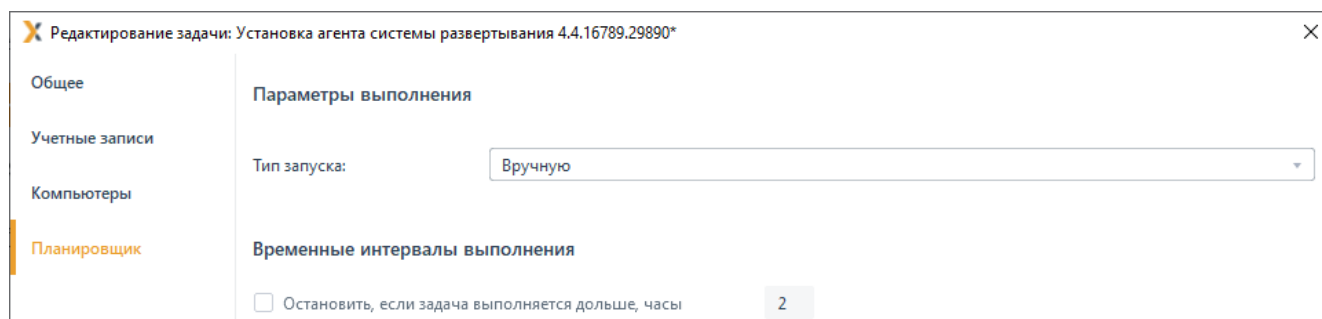 Редактирование задачи: Установка агента системы развертывания 4.4.16789.29890*
Общее
Учетные записи
Компьютеры
Планировщик
Параметры выполнения
Тип запуска: Вручную
Временные интервалы выполнения
Остановить, если задача выполняется дольше, часы 2